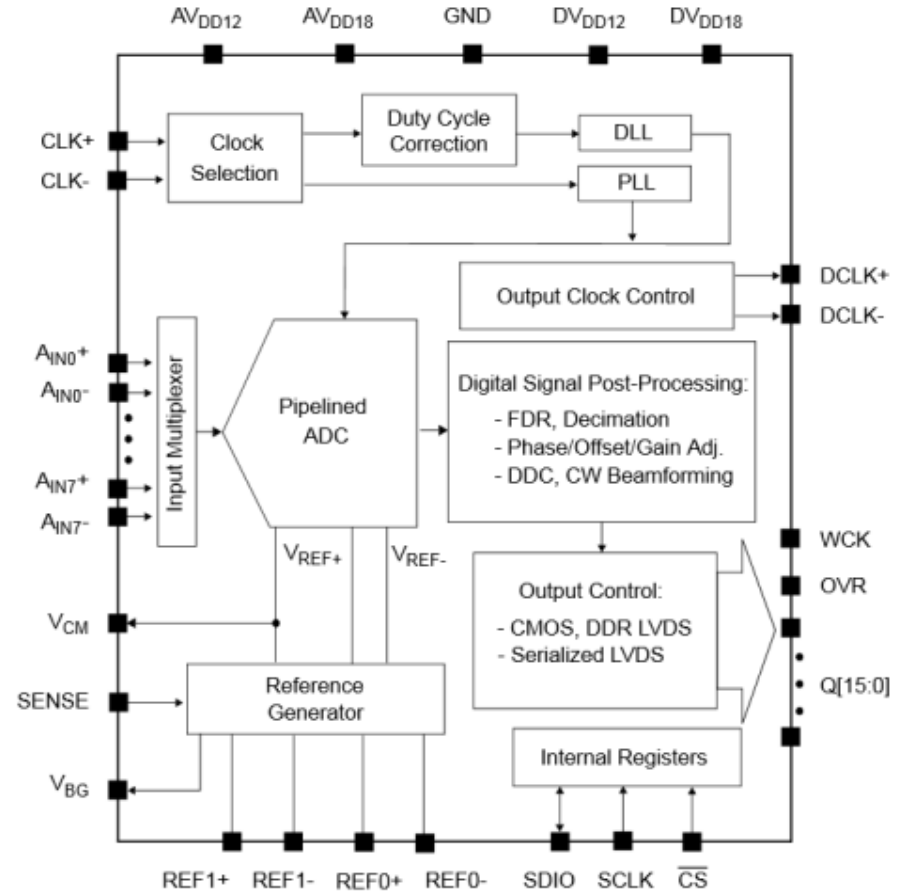 AVDD12 AVDD18 GND DVDD12 DVDD18
CLK+
CLK-
Clock
Selection
Duty Cycle
Correction
DLL
PLL
Output Clock Control
DCLK+
DCLK-
AIN0+
AIN0-
AIN7+
AIN7-
Input Multiplexer
Pipelined
ADC
Digital Signal Post-Processing:
- FDR, Decimation
- Phase/Offset/Gain Adj.
- DDC, CW Beamforming
VREF+
VREF-
Output Control:
- CMOS, DDR LVDS
- Serialized LVDS
WCK
OVR
Q[15:0]
VCM
SENSE
VBG
Reference
Generator
Internal Registers
REF1+ REF1- REF0+ REF0- SDIO SCLK C̅S̅